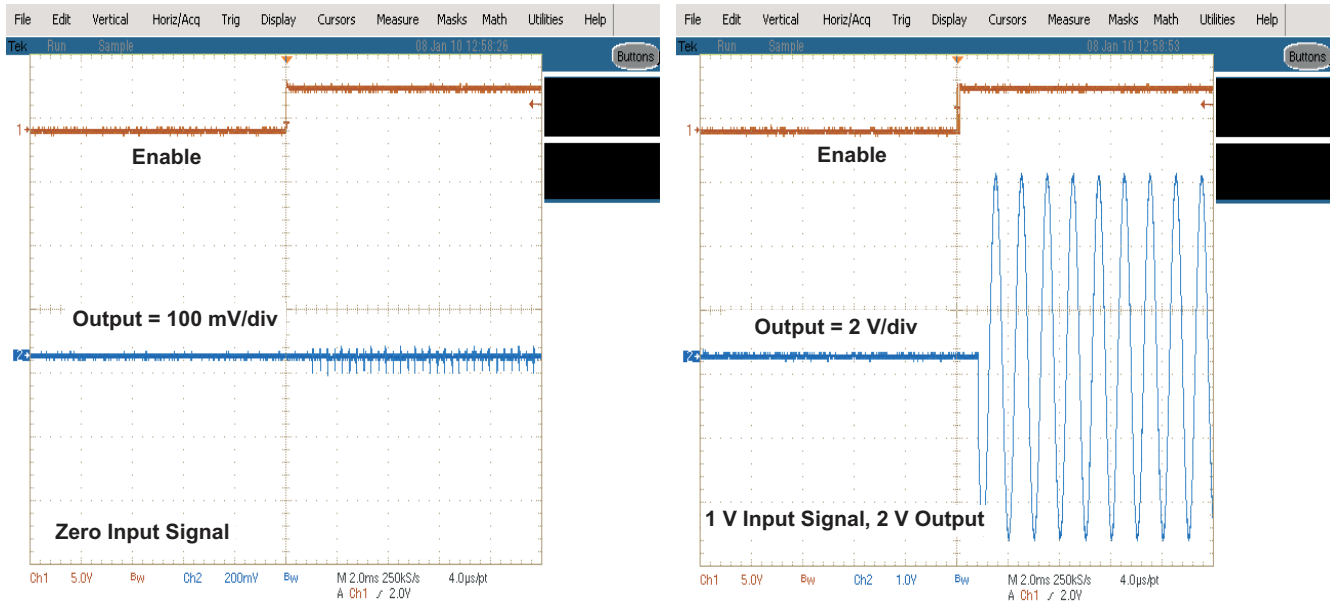 File Edit Vertical Horiz/Acq Trig Display Cursors Measure Masks Math Utilities Help
Tek Run Sample 08 Jan 10 12:58:26
Buttons
1
Enable
Output = 100 mV/div
2
Zero Input Signal
Ch1 5.0V Bw Ch2 200mV Bw M 2.0ms 250kS/s 4.0µs/pt
A Ch1 / 2.0V
File Edit Vertical Horiz/Acq Trig Display Cursors Measure Masks Math Utilities Help
Tek Run Sample 08 Jan 10 12:58:53
Buttons
1
Enable
Output = 2 V/div
2
1 V Input Signal, 2 V Output
Ch1 5.0V Bw Ch2 1.0V Bw M 2.0ms 250kS/s 4.0µs/pt
A Ch1 / 2.0V